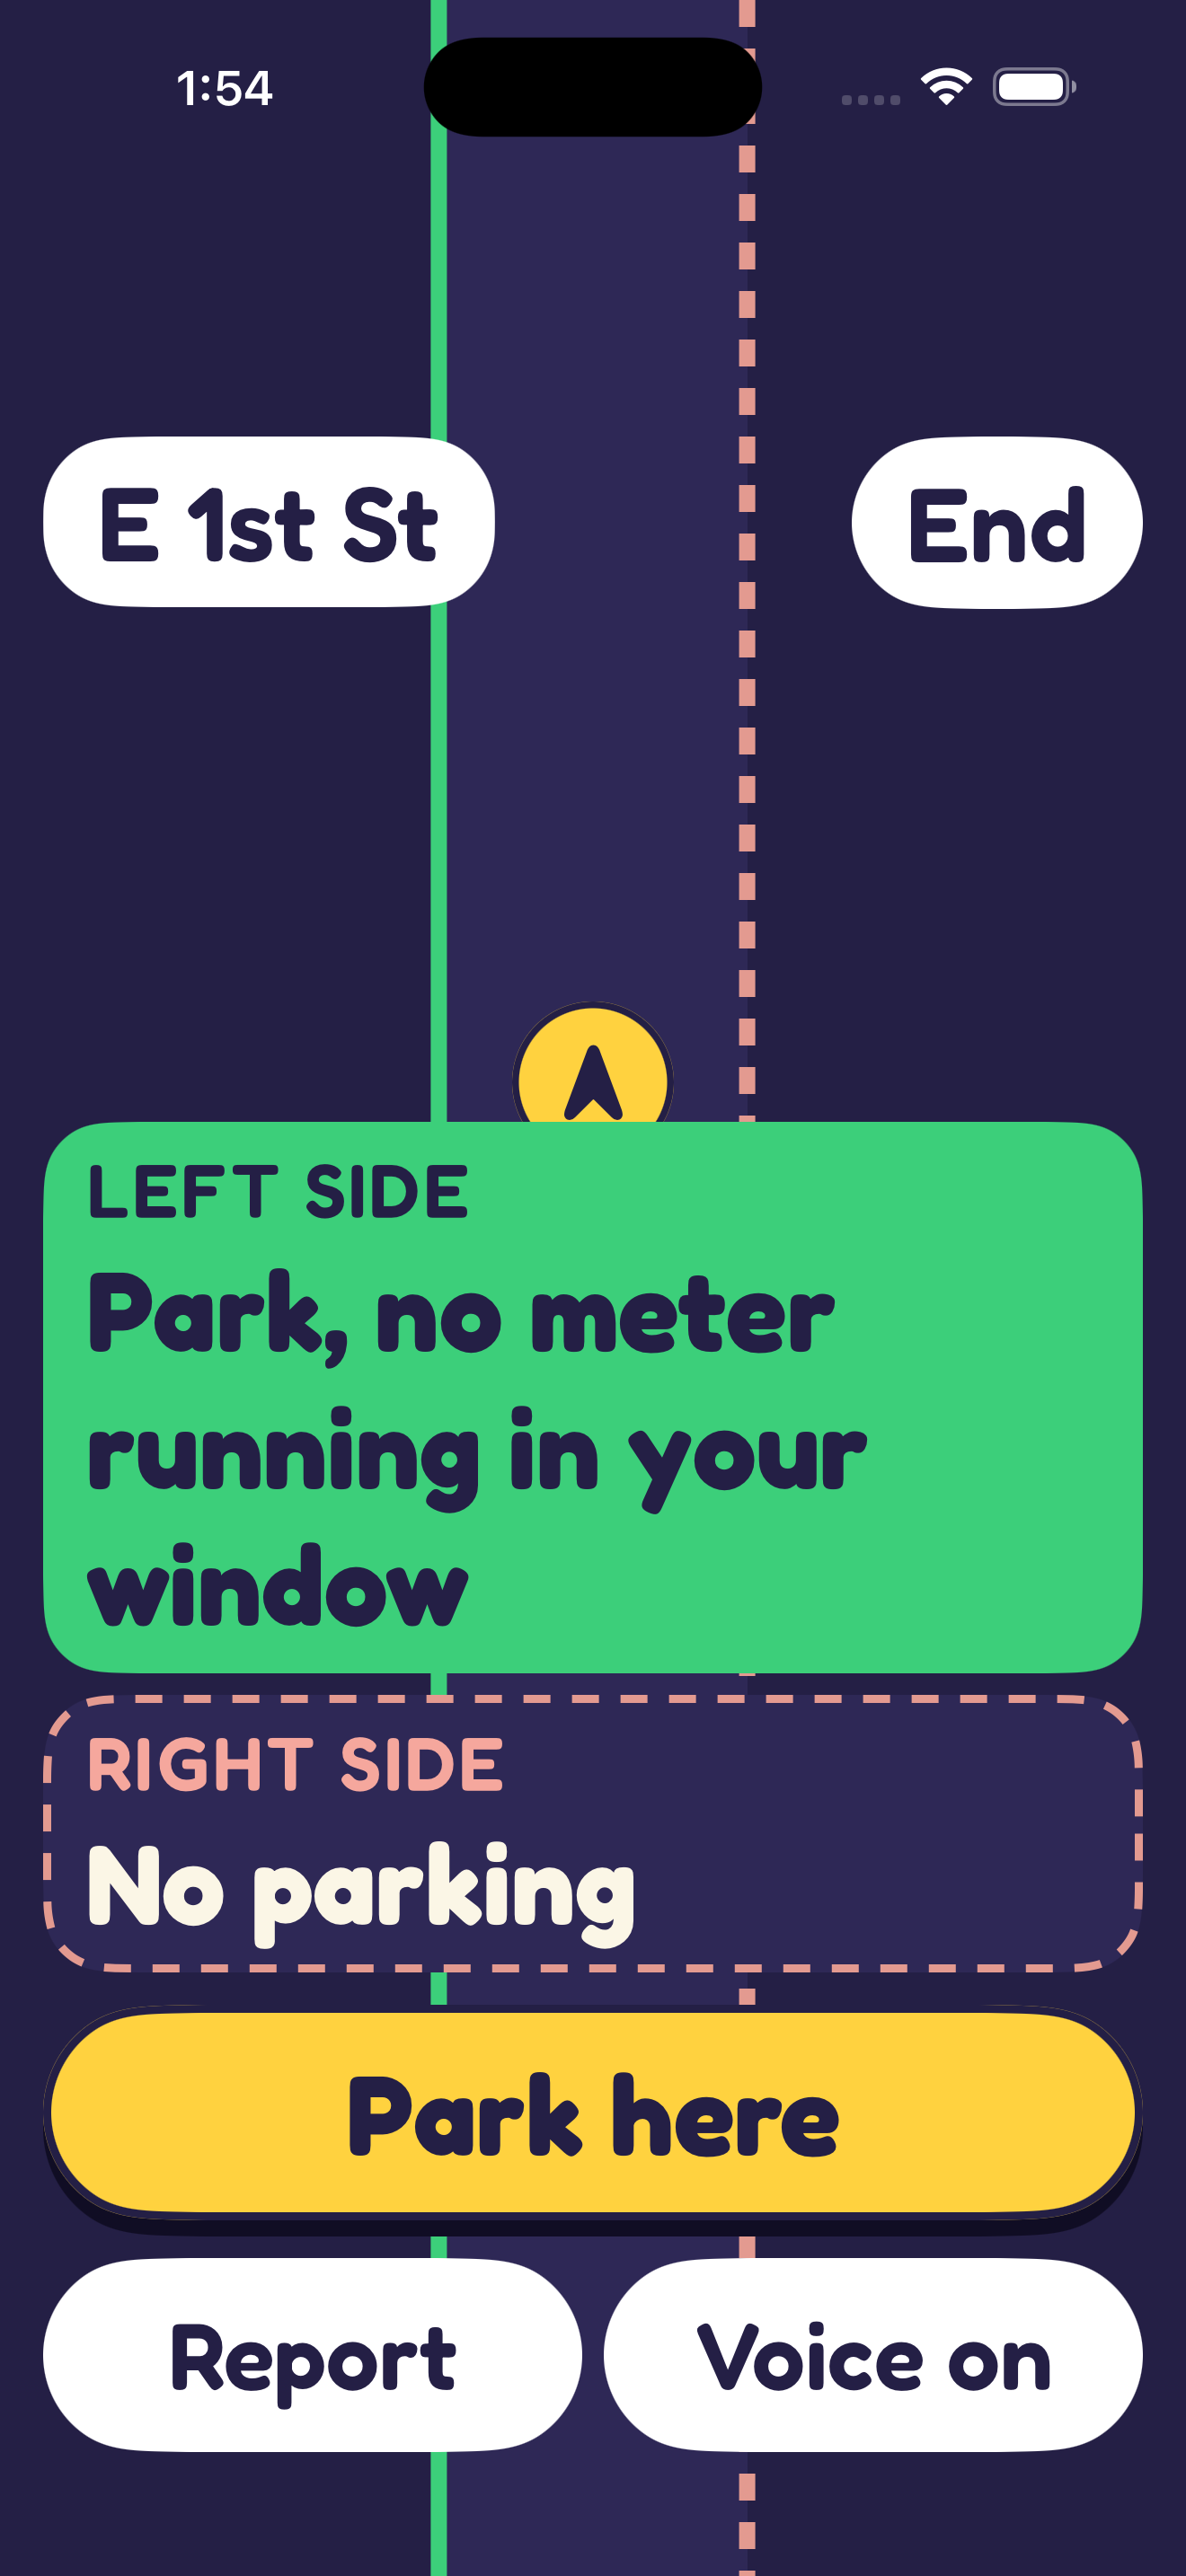 1:54
E 1st St
End
LEFT SIDE
Park, no meter
running in your
window
RIGHT SIDE
No parking
Park here
Report
Voice on